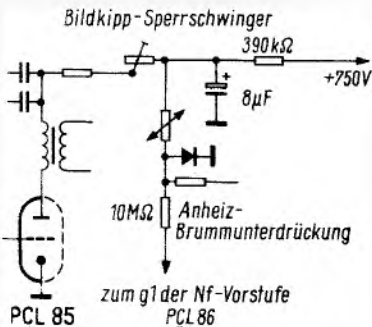 Bildkipp-Sperrschwinger
390kΩ
+750V
+
8µF
10MΩ
Anheiz-
Brummunterdrückung
zum g1 der Nf-Vorstufe
PCL 85
PCL 86